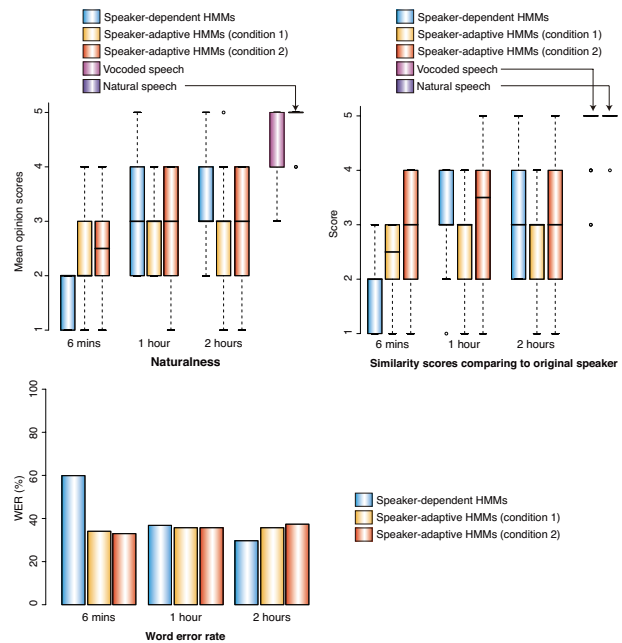 Speaker-dependent HMMs
Speaker-adaptive HMMs (condition 1)
Speaker-adaptive HMMs (condition 2)
Vocoded speech
Natural speech
Mean opinion scores
5
4
3
2
1
6 mins 1 hour 2 hours
Naturalness
Speaker-dependent HMMs
Speaker-adaptive HMMs (condition 1)
Speaker-adaptive HMMs (condition 2)
Vocoded speech
Natural speech
Score
5
4
3
2
1
6 mins 1 hour 2 hours
Similarity scores comparing to original speaker
WER (%)
100
80
60
40
20
0
6 mins 1 hour 2 hours
Word error rate
Speaker-dependent HMMs
Speaker-adaptive HMMs (condition 1)
Speaker-adaptive HMMs (condition 2)